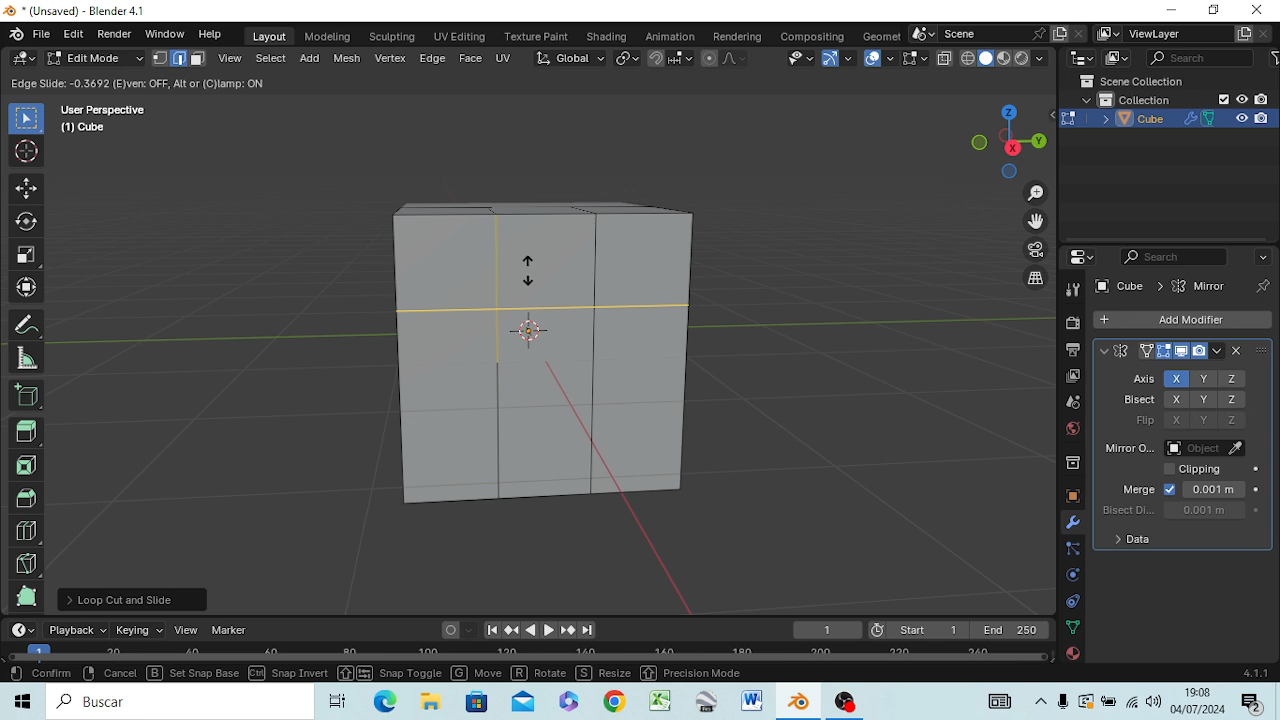 * (Unsaved) - Blender 4.1
File Edit Render Window Help
Layout Modeling Sculpting UV Editing Texture Paint Shading Animation Rendering Compositing Geomet
Scene
ViewLayer
Edit Mode View Select Add Mesh Vertex Edge Face UV
Global
Search
Edge Slide: -0.3692 (E)ven: OFF, Alt or (C)lamp: ON
User Perspective
(1) Cube
Z
Y
X
Scene Collection
Collection
Cube
Search
Cube > Mirror
+ Add Modifier
Axis X Y Z
Bisect X Y Z
Flip X Y Z
Mirror O... Object
Clipping
Merge 0.001 m
Bisect Di... 0.001 m
> Data
> Loop Cut and Slide
Playback Keying View Marker
1
Start 1 End 250
1 20 40 60 80 100 120 140 160 180 200 220 240
Confirm Cancel B Set Snap Base Ctrl Snap Invert Snap Toggle G Move R Rotate S Resize Precision Mode
4.1.1
Buscar
19:08
04/07/2024
2